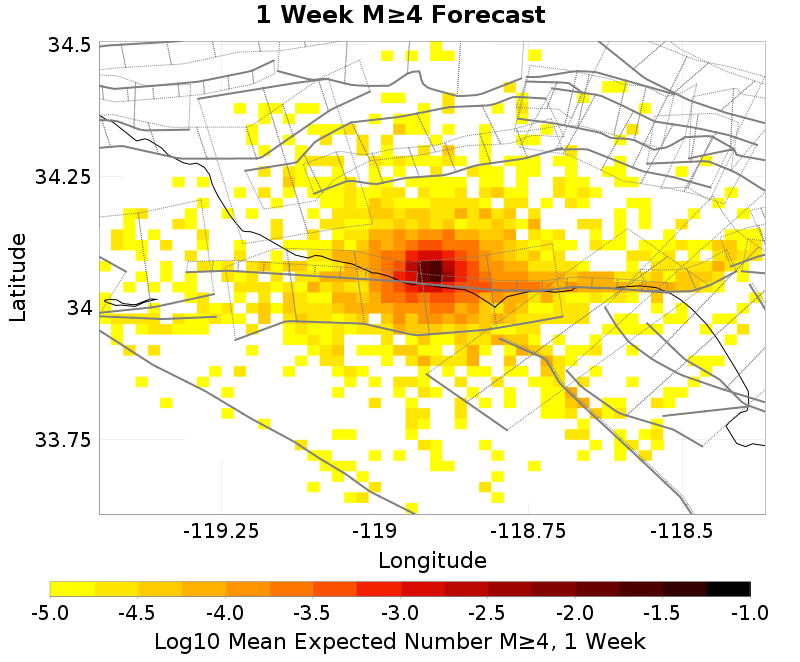 1 Week M≥4 Forecast
34.5
34.25
34
33.75
Latitude
-119.25 -119 -118.75 -118.5
Longitude
-5.0 -4.5 -4.0 -3.5 -3.0 -2.5 -2.0 -1.5 -1.0
Log10 Mean Expected Number M≥4, 1 Week